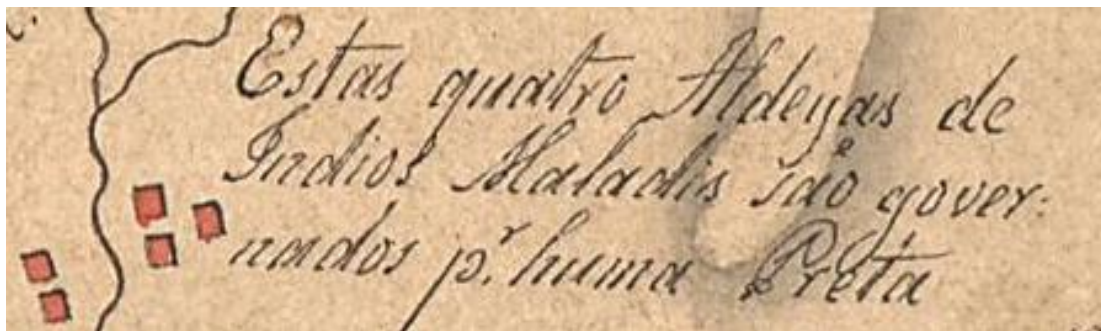 Estas quatro Aldeyas de
Indios Maladis são gover:
nados p.r huma Preta